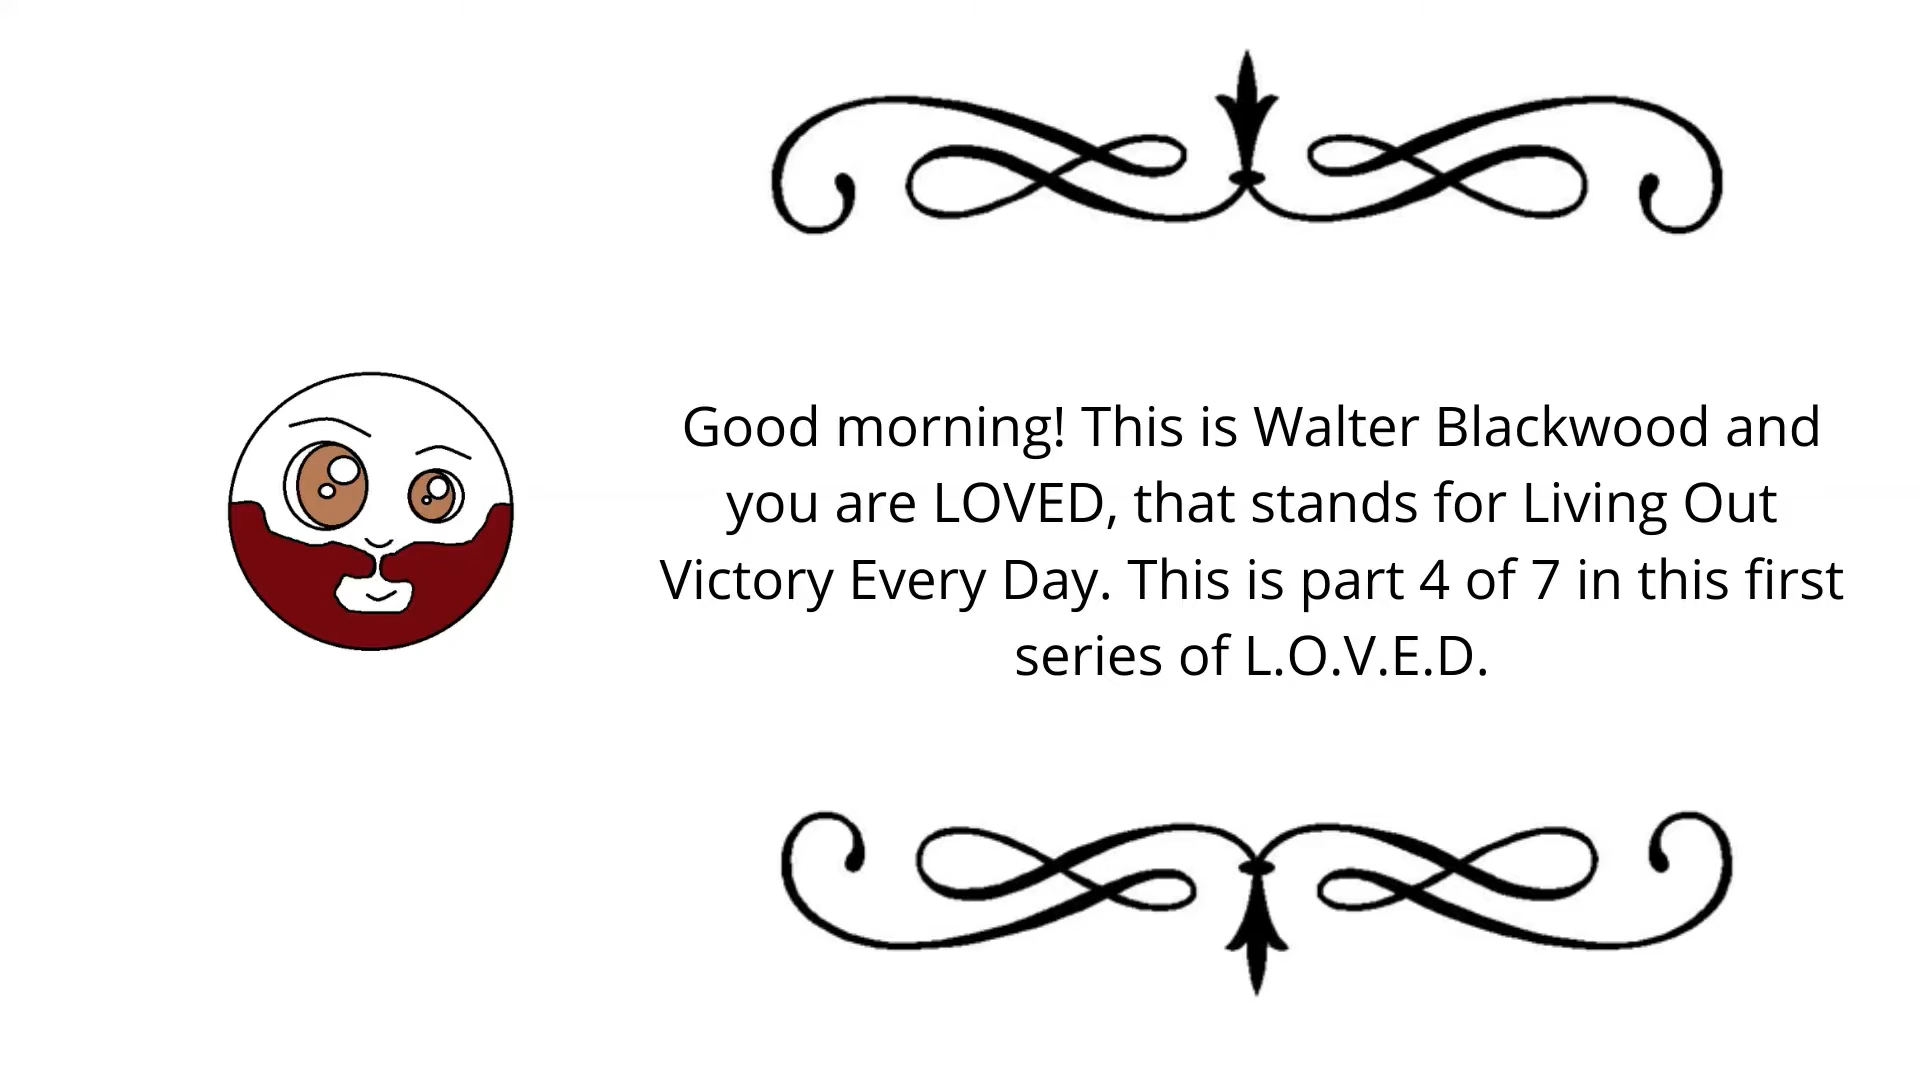 Good morning! This is Walter Blackwood and
you are LOVED, that stands for Living Out
Victory Every Day. This is part 4 of 7 in this first
series of L.O.V.E.D.